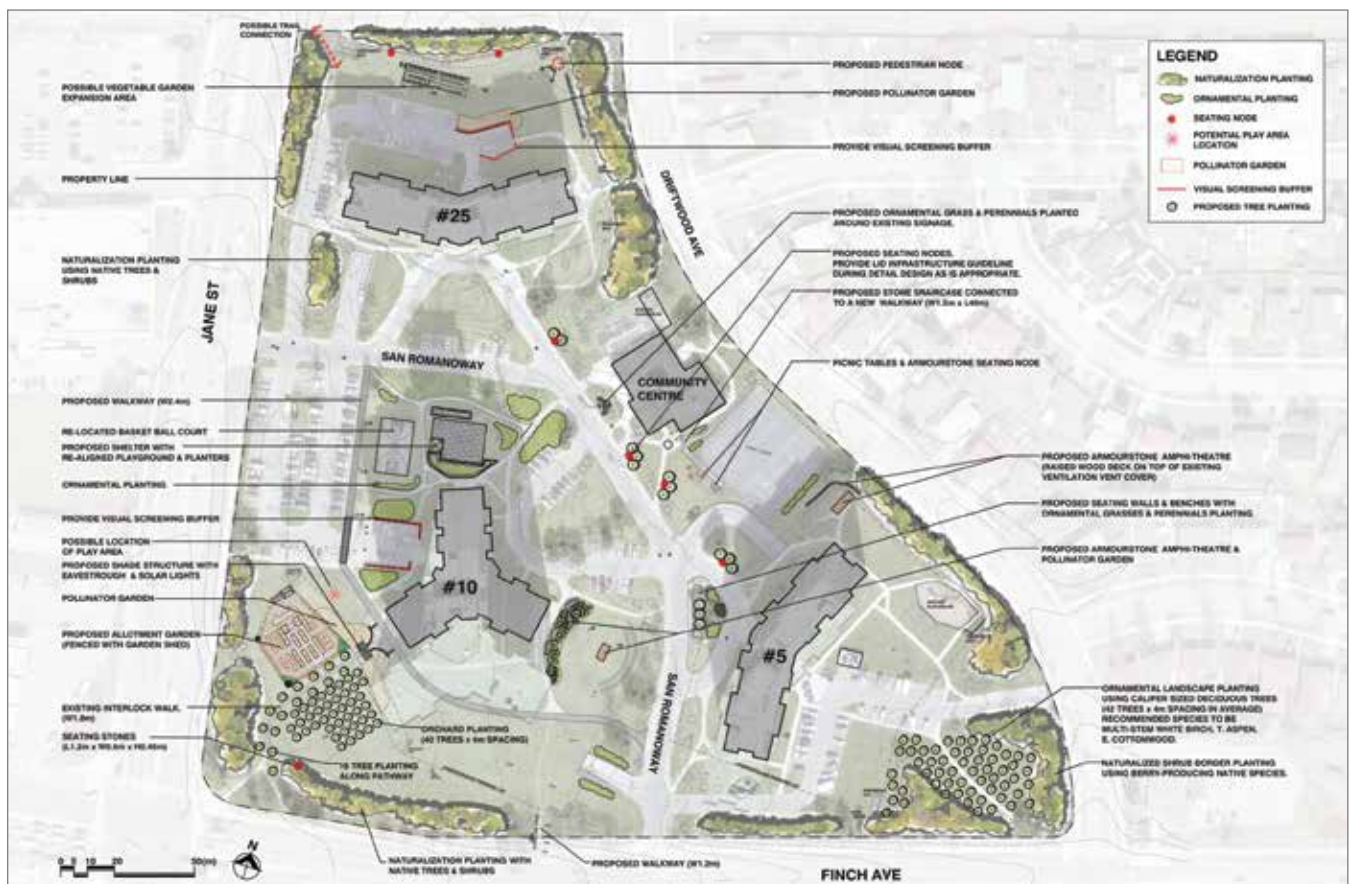 POSSIBLE TRAIL
CONNECTION
POSSIBLE VEGETABLE GARDEN
EXPANSION AREA
PROPERTY LINE
NATURALIZATION PLANTING
USING NATIVE TREES &
SHRUBS
JANE ST
PROPOSED WALKWAY (W2.4m)
RE-LOCATED BASKET BALL COURT
PROPOSED SHELTER WITH
RE-ALIGNED PLAYGROUND & PLANTERS
ORNAMENTAL PLANTING
PROVIDE VISUAL SCREENING BUFFER
POSSIBLE LOCATION
OF PLAY AREA
PROPOSED SHADE STRUCTURE WITH
EAVESTROUGH & SOLAR LIGHTS
POLLINATOR GARDEN
PROPOSED ALLOTMENT GARDEN
(FENCED WITH GARDEN SHED)
EXISTING INTERLOCK WALK.
SEATING STONES
#25
SAN ROMANOWAY
COMMUNITY
CENTRE
#10
#5
SAN ROMANOWAY
DRIFTWOOD AVE
ORCHARD PLANTING
TREE PLANTING
ALONG PATHWAY
NATURALIZATION PLANTING WITH
NATIVE TREES & SHRUBS
PROPOSED WALKWAY (W1.2m)
FINCH AVE
N
PROPOSED PEDESTRIAN NODE
PROPOSED POLLINATOR GARDEN
PROVIDE VISUAL SCREENING BUFFER
PROPOSED ORNAMENTAL GRASS & PERENNIALS PLANTED
AROUND EXISTING SIGNAGE.
PROPOSED SEATING NODES.
PROVIDE LID INFRASTRUCTURE GUIDELINE
DURING DETAIL DESIGN AS IS APPROPRIATE.
PROPOSED STONE STAIRCASE CONNECTED
TO A NEW WALKWAY
PICNIC TABLES & ARMOURSTONE SEATING NODE
PROPOSED ARMOURSTONE AMPHI-THEATRE
(RAISED WOOD DECK ON TOP OF EXISTING
VENTILATION VENT COVER)
PROPOSED SEATING WALLS & BENCHES WITH
ORNAMENTAL GRASSES & PERENNIALS PLANTING
PROPOSED ARMOURSTONE AMPHI-THEATRE &
POLLINATOR GARDEN
ORNAMENTAL LANDSCAPE PLANTING
USING CALIPER SIZED DECIDUOUS TREES
(42 TREES x 4m SPACING IN AVERAGE)
RECOMMENDED SPECIES TO BE
MULTI-STEM WHITE BIRCH, T. ASPEN,
E. COTTONWOOD.
NATURALIZED SHRUB BORDER PLANTING
USING BERRY-PRODUCING NATIVE SPECIES.
LEGEND
NATURALIZATION PLANTING
ORNAMENTAL PLANTING
SEATING NODE
POTENTIAL PLAY AREA
LOCATION
POLLINATOR GARDEN
VISUAL SCREENING BUFFER
PROPOSED TREE PLANTING